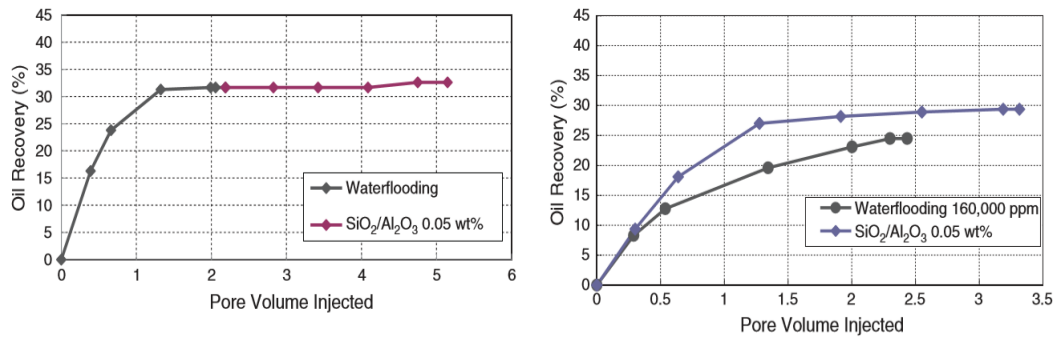 45
40
35
30
25
20
15
10
5
0
Oil Recovery (%)
Waterflooding
SiO₂/Al₂O₃ 0.05 wt%
0 1 2 3 4 5 6
Pore Volume Injected
45
40
35
30
25
20
15
10
5
0
Oil Recovery (%)
Waterflooding 160,000 ppm
SiO₂/Al₂O₃ 0.05 wt%
0 0.5 1 1.5 2 2.5 3 3.5
Pore Volume Injected